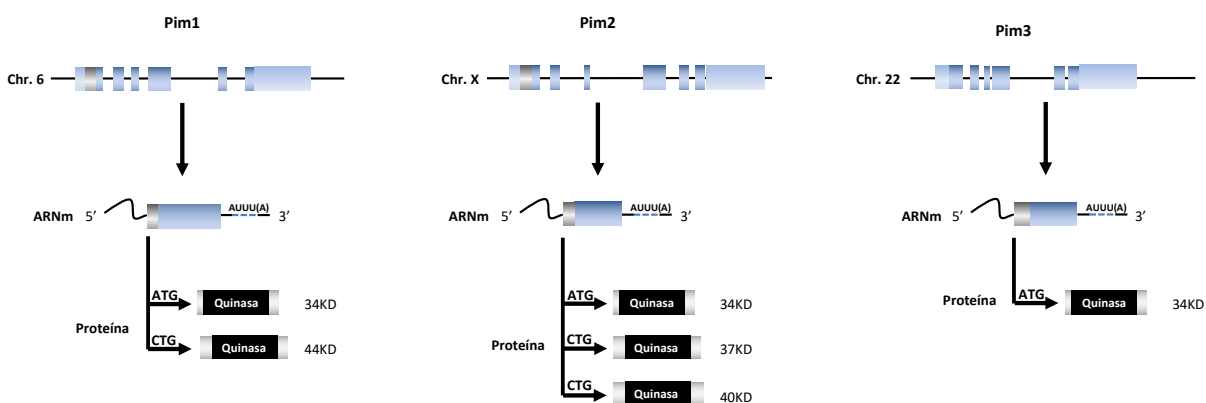 Pim1
Chr. 6
ARNm 5' AUUU(A) 3'
ATG Quinasa 34KD
Proteína
CTG Quinasa 44KD
Pim2
Chr. X
ARNm 5' AUUU(A) 3'
ATG Quinasa 34KD
Proteína CTG Quinasa 37KD
CTG Quinasa 40KD
Pim3
Chr. 22
ARNm 5' AUUU(A) 3'
Proteína ATG Quinasa 34KD